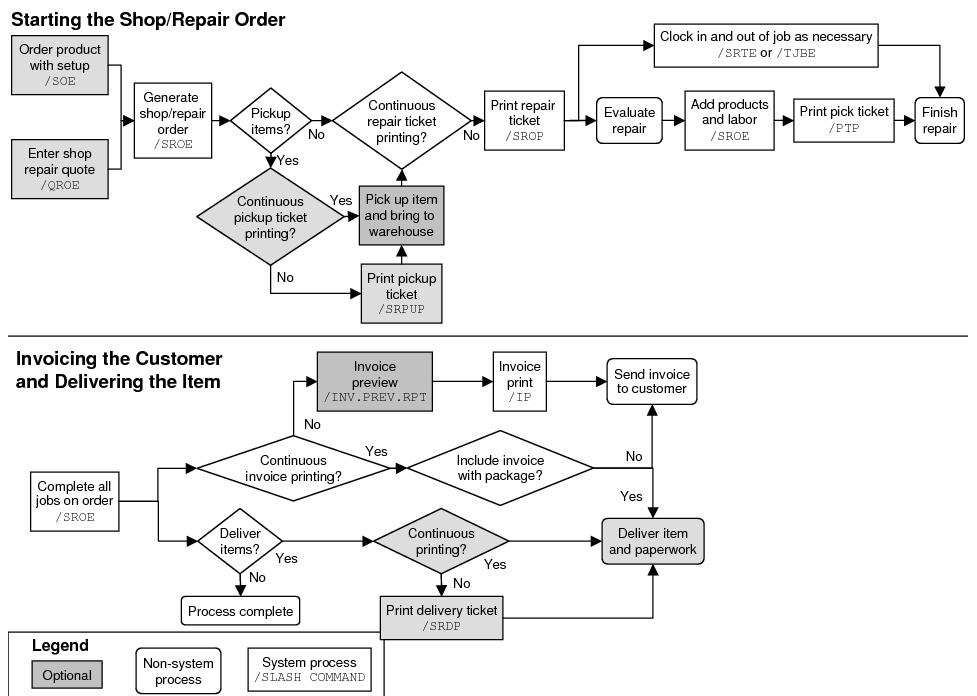 Starting the Shop/Repair Order
Order product
with setup
/SOE
Enter shop
repair quote
/QROE
Generate
shop/repair
order
/SROE
Pickup
items?
No
Yes
Continuous
pickup ticket
printing?
Yes
No
Print pickup
ticket
/SRPUP
Pick up item
and bring to
warehouse
Continuous
repair ticket
printing?
No
Print repair
ticket
/SROP
Clock in and out of job as necessary
/SRTE or /TJBE
Evaluate
repair
Add products
and labor
/SROE
Print pick ticket
/PTP
Finish
repair
Invoicing the Customer
and Delivering the Item
Complete all
jobs on order
/SROE
Continuous
invoice printing?
No
Yes
Invoice
preview
/INV.PREV.RPT
Invoice
print
/IP
Send invoice
to customer
Include invoice
with package?
No
Yes
Deliver
items?
Yes
No
Process complete
Continuous
printing?
Yes
No
Print delivery ticket
/SRDP
Deliver item
and paperwork
Legend
Optional
Non-system
process
System process
/SLASH COMMAND